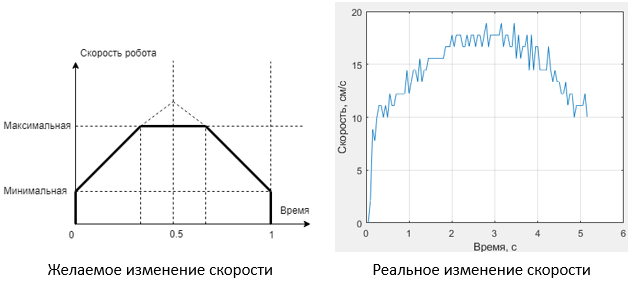 Скорость робота
Максимальная
Минимальная
Время
0
0.5
1
Желаемое изменение скорости
20
15
10
5
0
Скорость, см/с
0
1
2
3
4
5
6
Время, с
Реальное изменение скорости